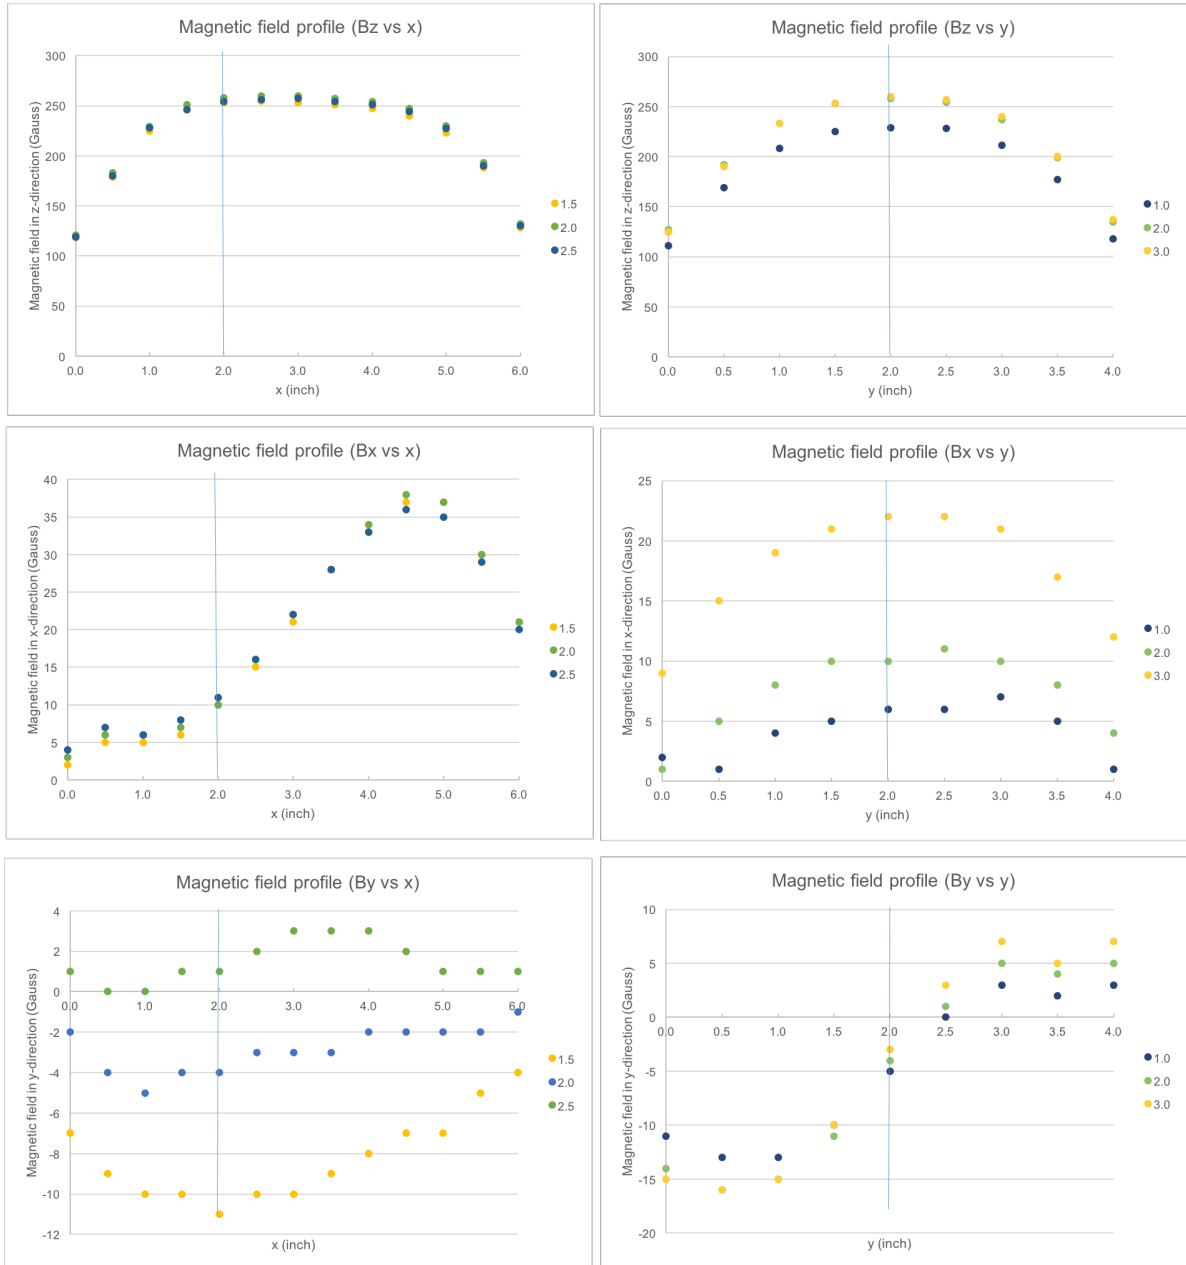 Magnetic field profile (Bz vs x)
Magnetic field in z-direction (Gauss)
300
250
200
150
100
50
0
0.0 1.0 2.0 3.0 4.0 5.0 6.0
x (inch)
1.5
2.0
2.5
Magnetic field profile (Bz vs y)
Magnetic field in z-direction (Gauss)
300
250
200
150
100
50
0
0.0 0.5 1.0 1.5 2.0 2.5 3.0 3.5 4.0
y (inch)
1.0
2.0
3.0
Magnetic field profile (Bx vs x)
Magnetic field in x-direction (Gauss)
40
35
30
25
20
15
10
5
0
0.0 1.0 2.0 3.0 4.0 5.0 6.0
x (inch)
1.5
2.0
2.5
Magnetic field profile (Bx vs y)
Magnetic field in x-direction (Gauss)
25
20
15
10
5
0
0.0 0.5 1.0 1.5 2.0 2.5 3.0 3.5 4.0
y (inch)
1.0
2.0
3.0
Magnetic field profile (By vs x)
Magnetic field in y-direction (Gauss)
4
2
0
-2
-4
-6
-8
-10
-12
0.0 1.0 2.0 3.0 4.0 5.0 6.0
x (inch)
1.5
2.0
2.5
Magnetic field profile (By vs y)
Magnetic field in y-direction (Gauss)
10
5
0
-5
-10
-15
-20
0.0 0.5 1.0 1.5 2.0 2.5 3.0 3.5 4.0
y (inch)
1.0
2.0
3.0